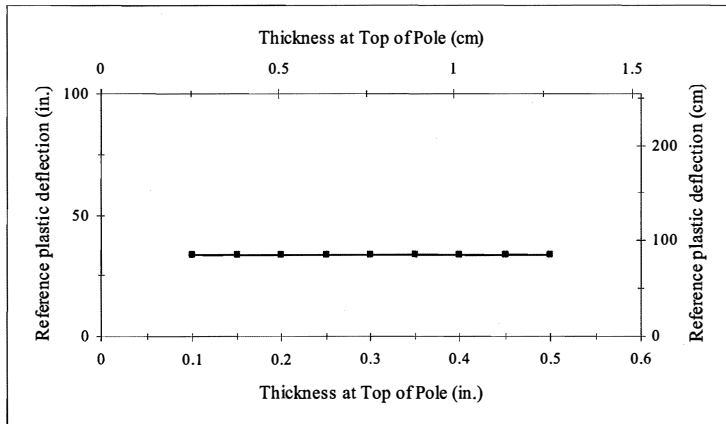 Thickness at Top of Pole (cm)
0 0.5 1 1.5
Reference plastic deflection (in.)
100
50
0
200
100
0
Reference plastic deflection (cm)
0 0.1 0.2 0.3 0.4 0.5 0.6
Thickness at Top of Pole (in.)